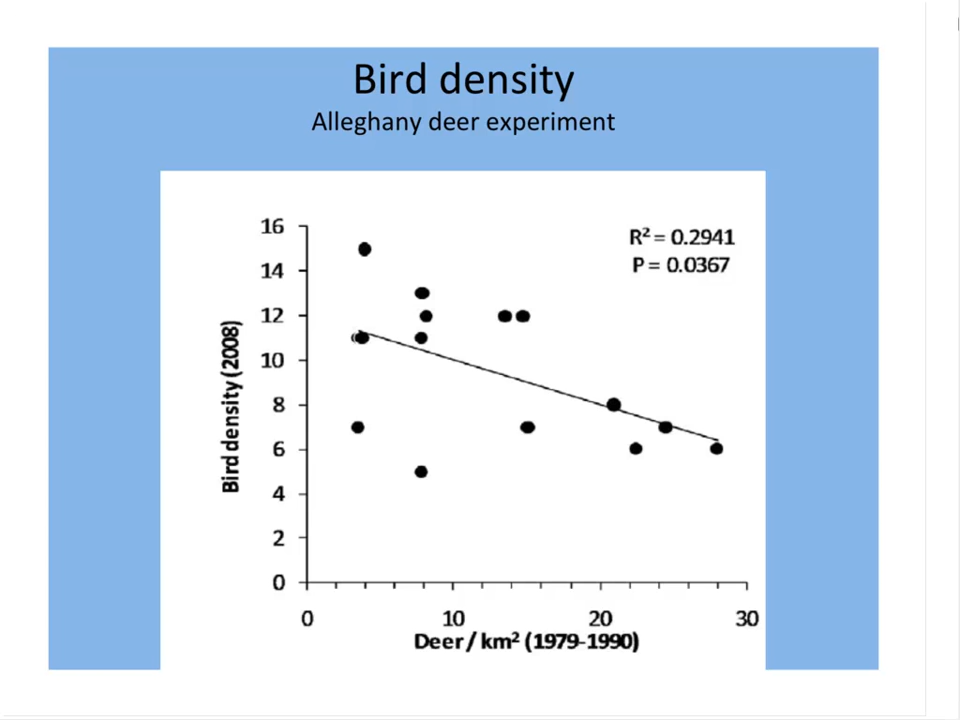 Bird density
Alleghany deer experiment
R² = 0.2941
P = 0.0367
Bird density (2008)
16
14
12
10
8
6
4
2
0
0 10 20 30
Deer / km² (1979-1990)